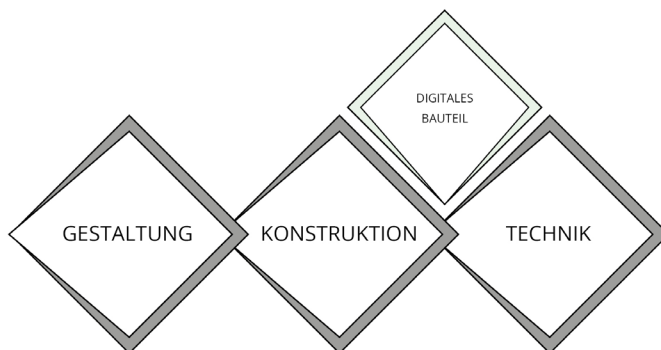 DIGITALES
BAUTEIL
GESTALTUNG
KONSTRUKTION
TECHNIK